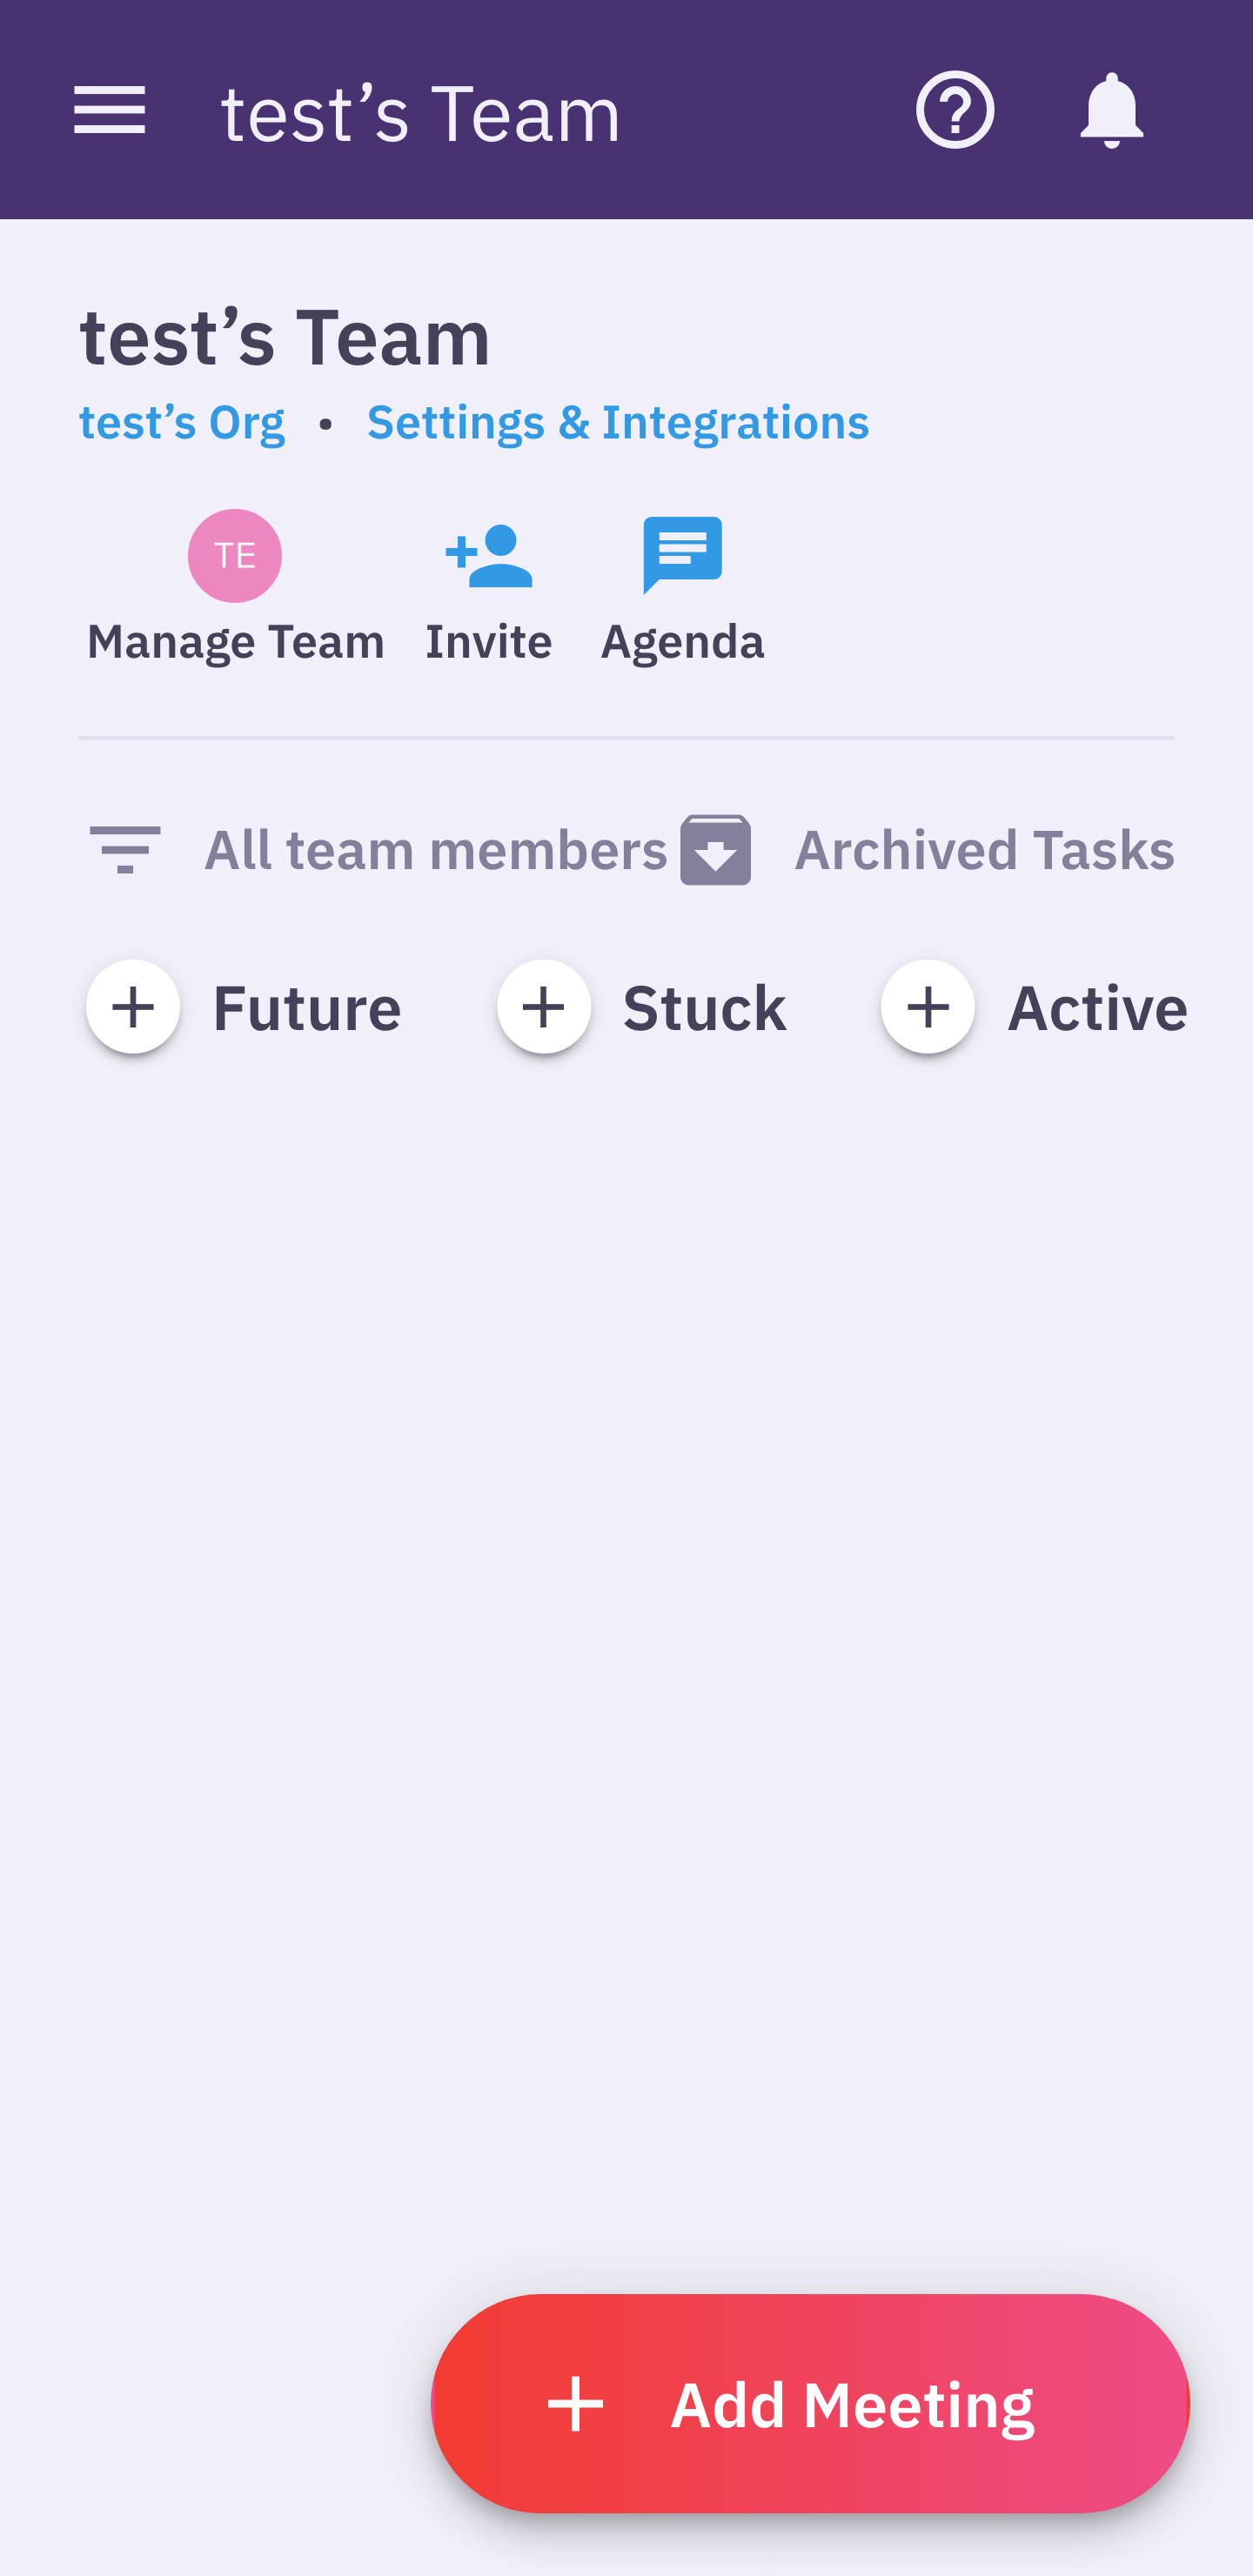 test’s Team
test’s Team
test’s Org • Settings & Integrations
TE
Manage Team Invite Agenda
All team members Archived Tasks
Future Stuck Active
Add Meeting